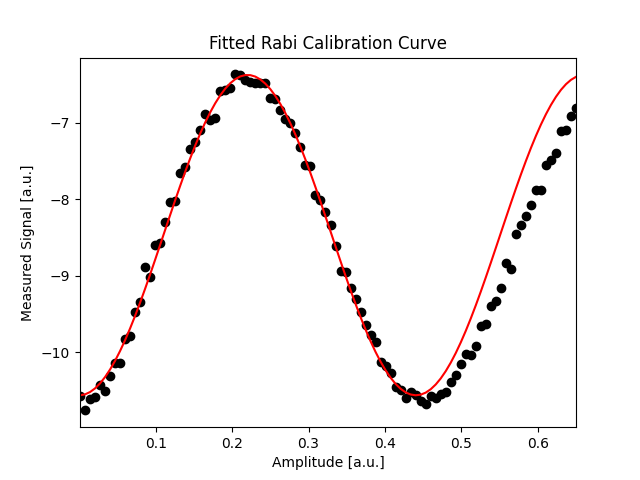 Fitted Rabi Calibration Curve
Measured Signal [a.u.]
−7
−8
−9
−10
0.1 0.2 0.3 0.4 0.5 0.6
Amplitude [a.u.]